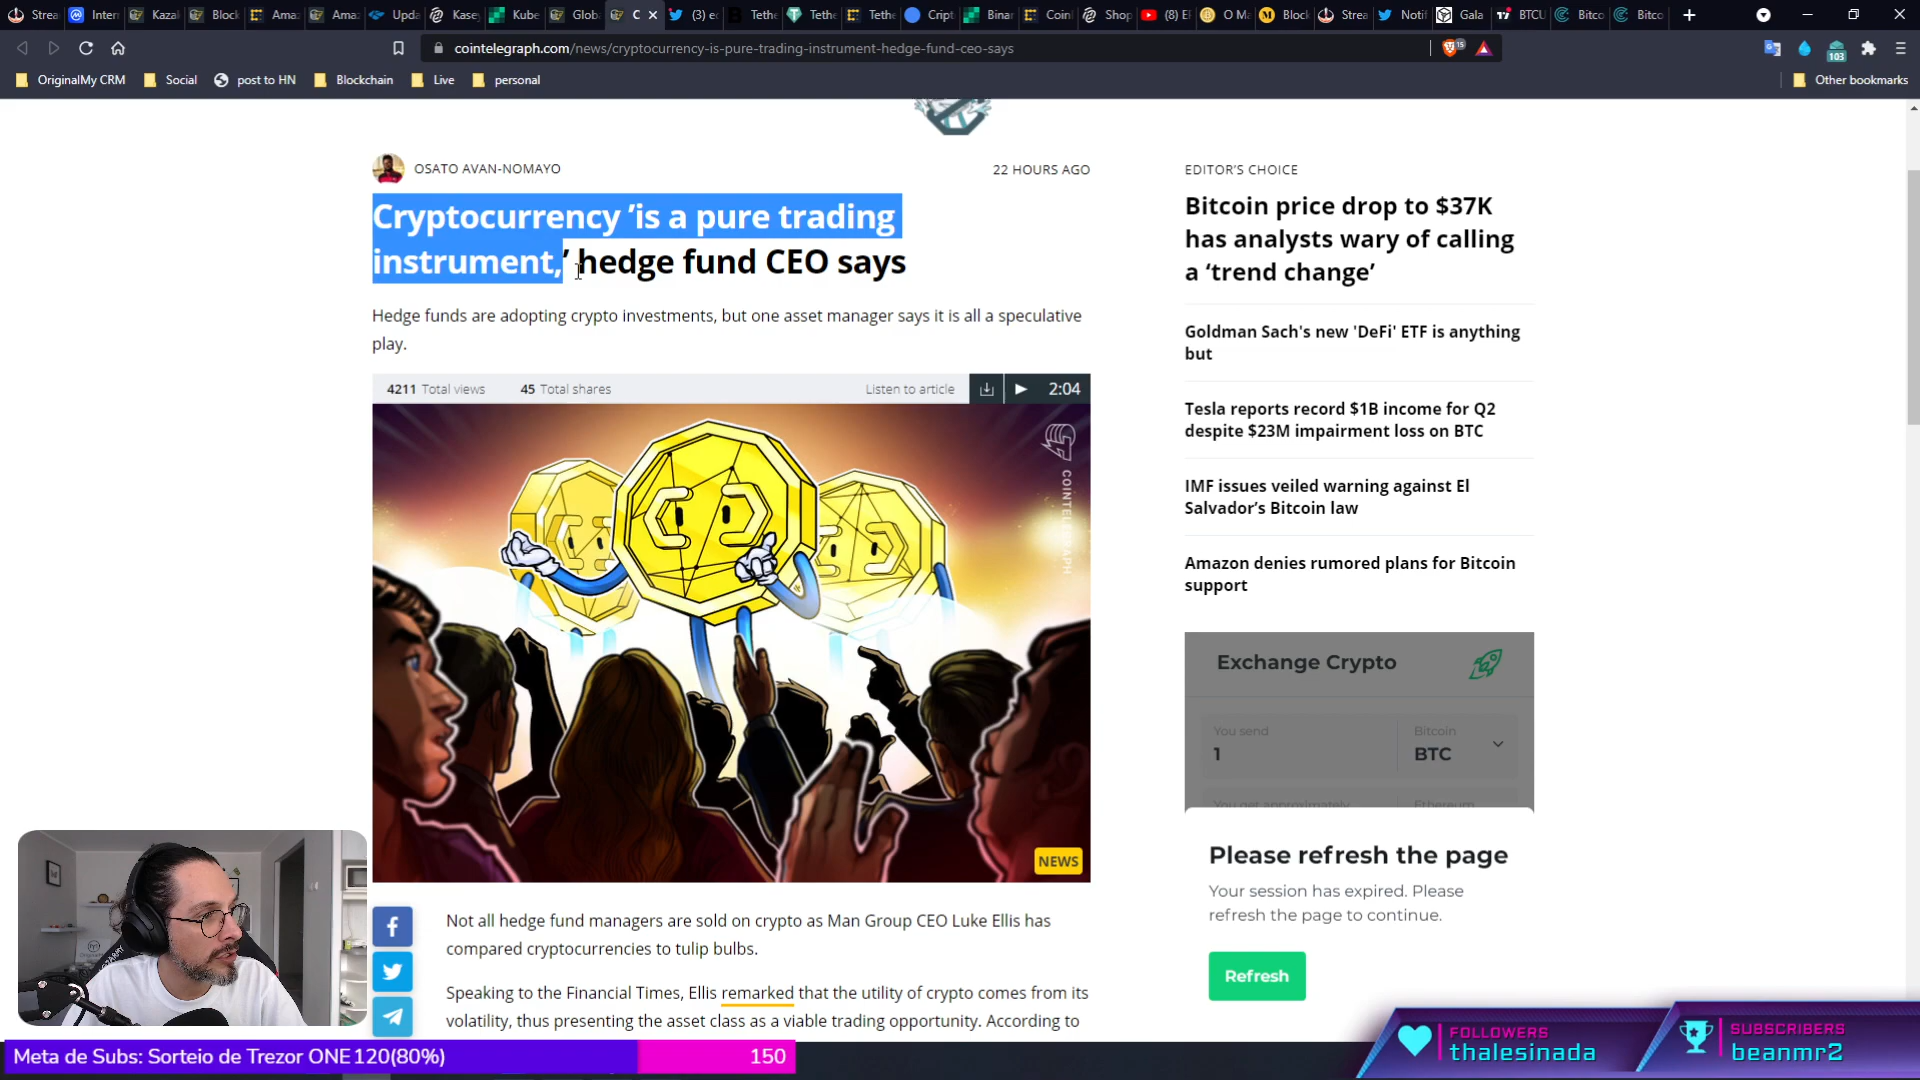 Strea
Inter
Kazal
Block
Amaz
Amaz
Upda
Kase
Kube
Globa
C
(3) e
Tethe
Tethe
Tethe
Cript
Binar
Coin
Shop
(8) El
O M
Block
Strea
Notif
Gala
BTCU
Bitco
Bitco
cointelegraph.com/news/cryptocurrency-is-pure-trading-instrument-hedge-fund-ceo-says
15
103
OriginalMy CRM
Social
post to HN
Blockchain
Live
personal
Other bookmarks
OSATO AVAN-NOMAYO
22 HOURS AGO
Cryptocurrency 'is a pure trading
instrument,' hedge fund CEO says
Hedge funds are adopting crypto investments, but one asset manager says it is all a speculative
play.
4211 Total views
45 Total shares
Listen to article
2:04
COINTELEGRAPH
NEWS
Not all hedge fund managers are sold on crypto as Man Group CEO Luke Ellis has
compared cryptocurrencies to tulip bulbs.
Speaking to the Financial Times, Ellis remarked that the utility of crypto comes from its
volatility, thus presenting the asset class as a viable trading opportunity. According to
EDITOR'S CHOICE
Bitcoin price drop to $37K
has analysts wary of calling
a ‘trend change’
Goldman Sach's new 'DeFi' ETF is anything
but
Tesla reports record $1B income for Q2
despite $23M impairment loss on BTC
IMF issues veiled warning against El
Salvador’s Bitcoin law
Amazon denies rumored plans for Bitcoin
support
Exchange Crypto
You send
1
Bitcoin
BTC
You get approximately
Ethereum
Please refresh the page
Your session has expired. Please
refresh the page to continue.
Refresh
Meta de Subs: Sorteio de Trezor ONE 120(80%)
150
FOLLOWERS
thalesinada
SUBSCRIBERS
beanmr2